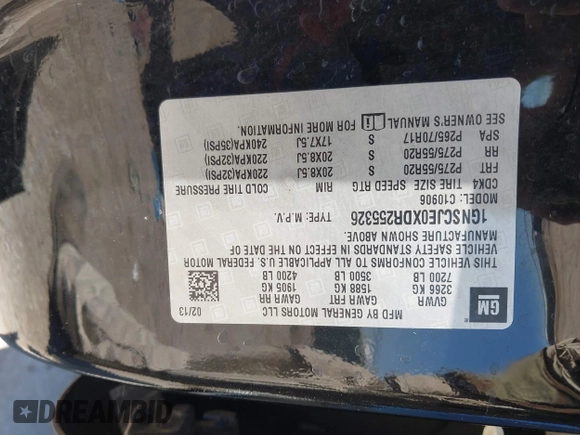 GM
MFD BY GENERAL MOTORS LLC 02/13
GVWR GAWR FRT GAWR RR
3266 KG 1588 KG 1905 KG
7200 LB 3500 LB 4200 LB
THIS VEHICLE CONFORMS TO ALL APPLICABLE U.S. FEDERAL MOTOR
VEHICLE SAFETY STANDARDS IN EFFECT ON THE DATE OF
MANUFACTURE SHOWN ABOVE.
1GNSCJE0XDR255326 TYPE: M.P.V.
MODEL: C10906
CDK4 TIRE SIZE SPEED RTG RIM COLD TIRE PRESSURE
FRT P275/55R20 S 20X8.5J 220KPA(32PSI)
RR P275/55R20 S 20X8.5J 220KPA(32PSI)
SPA P265/70R17 S 17X7.5J 240KPA(35PSI)
SEE OWNER'S MANUAL FOR MORE INFORMATION.
DREAMBID